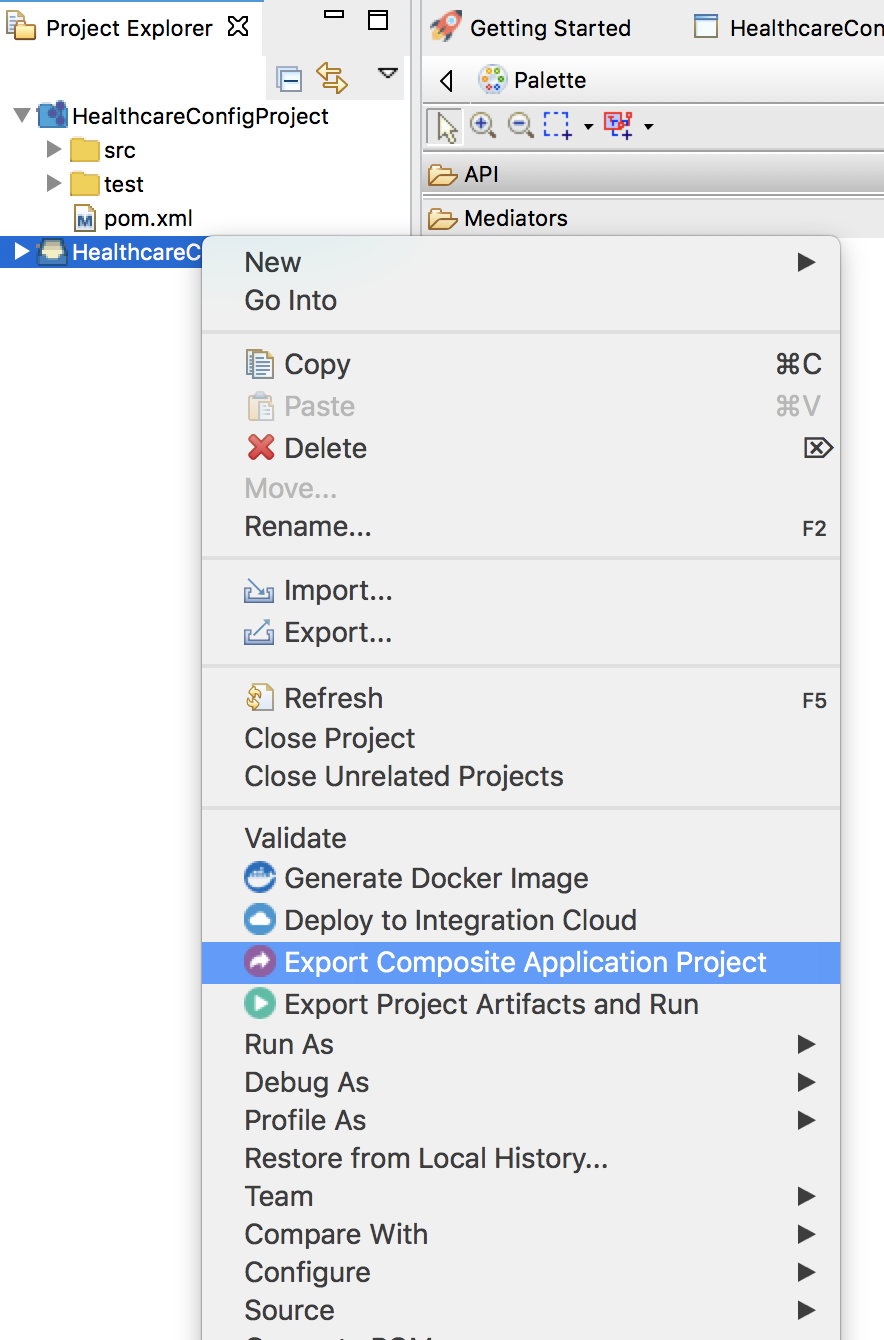 Project Explorer
Getting Started
HealthcareCon
Palette
HealthcareConfigProject
src
API
test
pom.xml
Mediators
HealthcareC
New
Go Into
Copy ⌘C
Paste ⌘V
Delete ⌦
Move...
Rename... F2
Import...
Export...
Refresh F5
Close Project
Close Unrelated Projects
Validate
Generate Docker Image
Deploy to Integration Cloud
Export Composite Application Project
Export Project Artifacts and Run
Run As
Debug As
Profile As
Restore from Local History...
Team
Compare With
Configure
Source